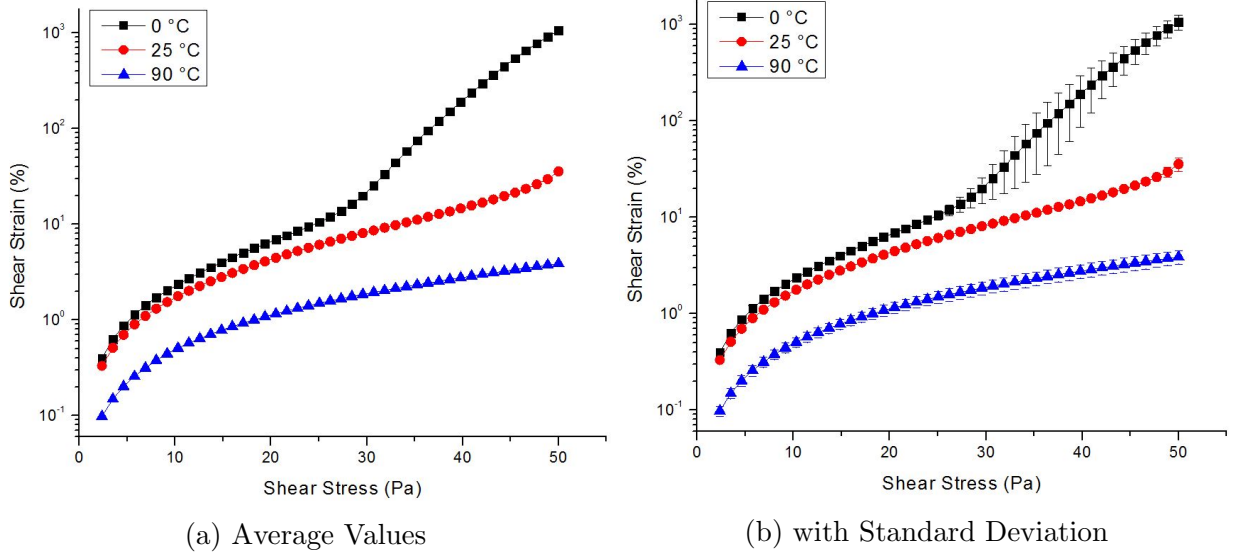 0 °C
25 °C
90 °C
10³
10²
10¹
10⁰
10⁻¹
Shear Strain (%)
0 10 20 30 40 50
Shear Stress (Pa)
(a) Average Values
0 °C
25 °C
90 °C
10³
10²
10¹
10⁰
10⁻¹
Shear Strain (%)
0 10 20 30 40 50
Shear Stress (Pa)
(b) with Standard Deviation